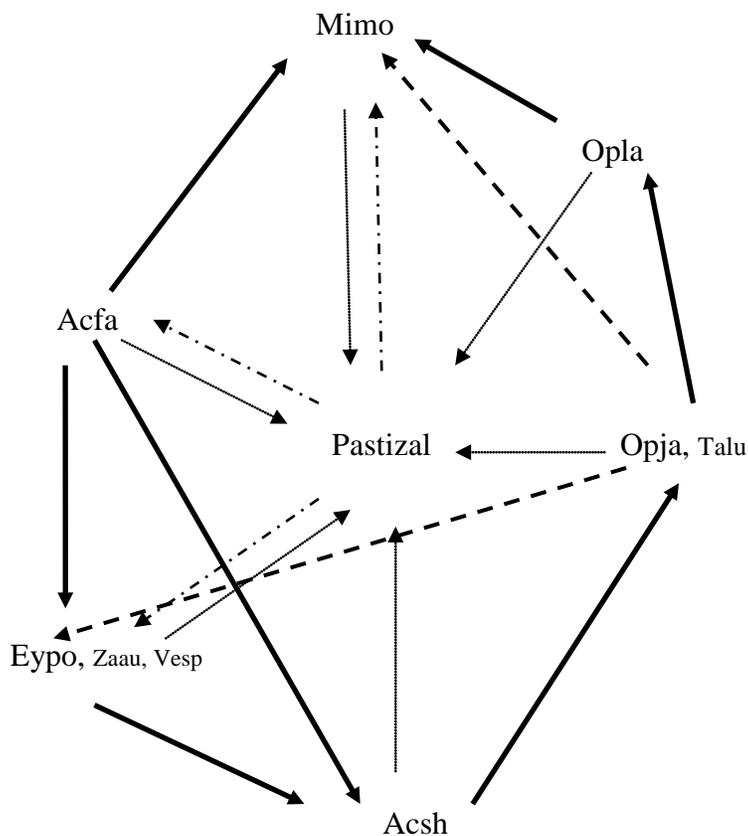 Mimo
Opla
Acfa
Pastizal
Opja, Talu
Eypo, Zaau, Vesp
Acsh